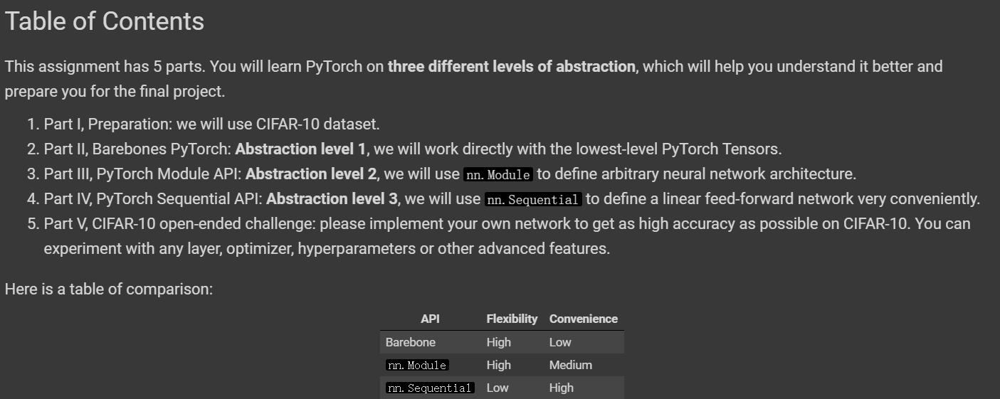 Table of Contents
This assignment has 5 parts. You will learn PyTorch on three different levels of abstraction, which will help you understand it better and
prepare you for the final project.
1. Part I, Preparation: we will use CIFAR-10 dataset.
2. Part II, Barebones PyTorch: Abstraction level 1, we will work directly with the lowest-level PyTorch Tensors.
3. Part III, PyTorch Module API: Abstraction level 2, we will use nn.Module to define arbitrary neural network architecture.
4. Part IV, PyTorch Sequential API: Abstraction level 3, we will use nn.Sequential to define a linear feed-forward network very conveniently.
5. Part V, CIFAR-10 open-ended challenge: please implement your own network to get as high accuracy as possible on CIFAR-10. You can
experiment with any layer, optimizer, hyperparameters or other advanced features.
Here is a table of comparison:
API Flexibility Convenience
Barebone High Low
nn.Module High Medium
nn.Sequential Low High